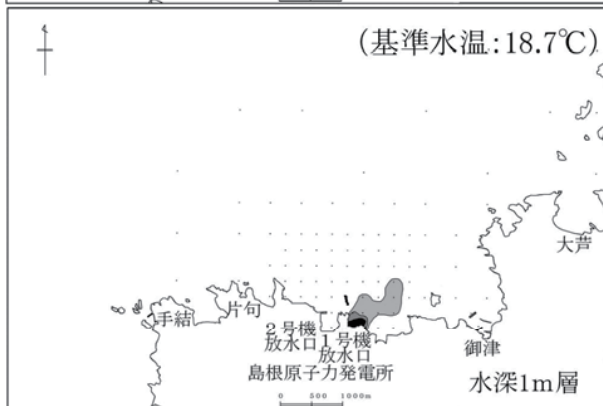 (基準水温:18.7℃)
大芦
手結
片句
2号機
放水口
1号機
放水口
御津
島根原子力発電所
水深1m層
0 500 1000m